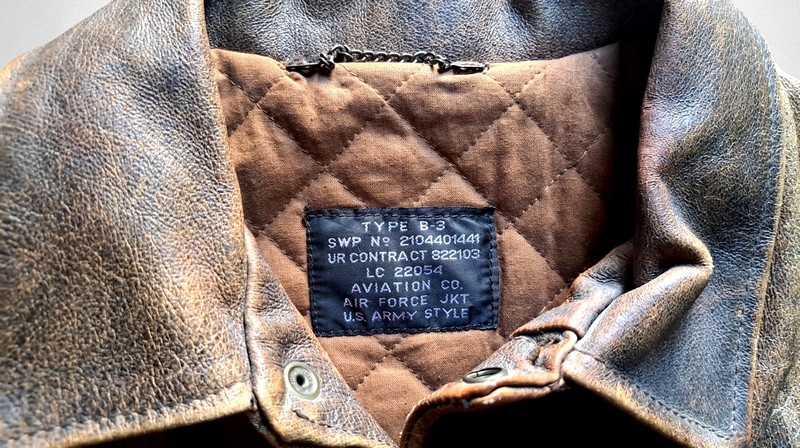 TYPE B-3
SWP Nº 2104401441
UR CONTRACT 822103
LC 22054
AVIATION CO.
AIR FORCE JKT
U.S. ARMY STYLE